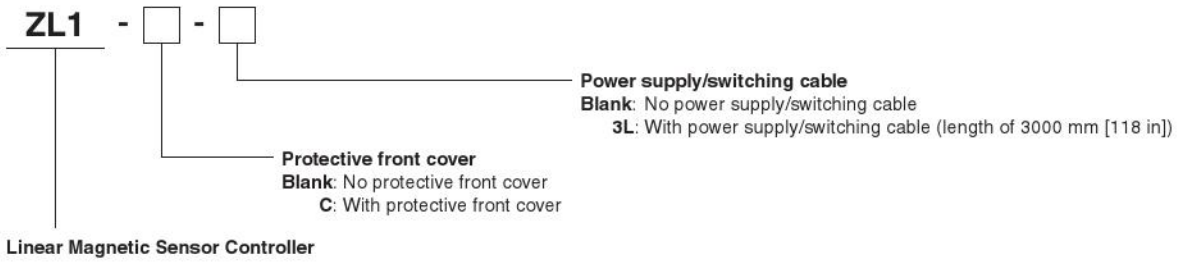 ZL1 - □ - □
Power supply/switching cable
Blank: No power supply/switching cable
3L: With power supply/switching cable (length of 3000 mm [118 in])
Protective front cover
Blank: No protective front cover
C: With protective front cover
Linear Magnetic Sensor Controller